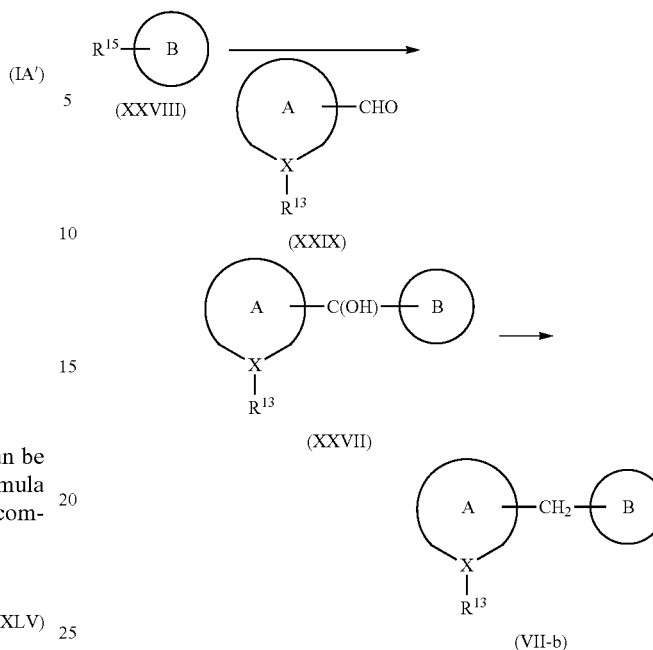 R¹⁵ B
(IA')
5
(XXVIII)
A CHO
X
R¹³
10
(XXIX)
A C(OH) B
15
X
R¹³
(XXVII)
an be
mula
20
com-
A CH₂ B
X
R¹³
XLV)
25
(VII-b)